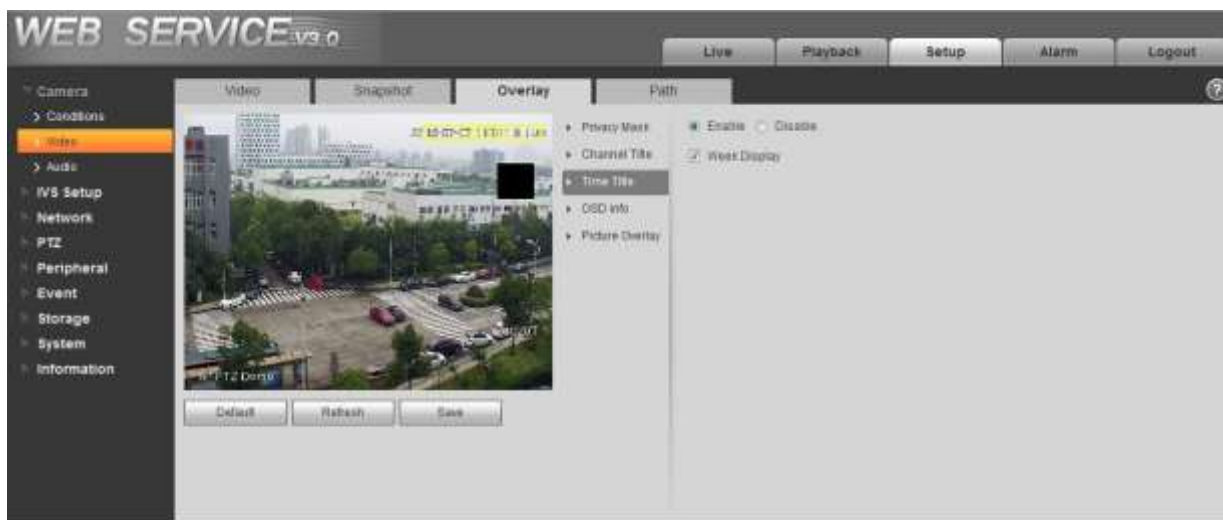 WEB SERVICE V3.0
Live Playback Setup Alarm Logout
Camera
Conditions
Video
Audio
IVS Setup
Network
PTZ
Peripheral
Event
Storage
System
Information
Video Snapshot Overlay Path
Privacy Mask
Channel Title
Time Title
OSD info
Picture Overlay
Enable Disable
Week Display
PTZ Demo
Default Refresh Save